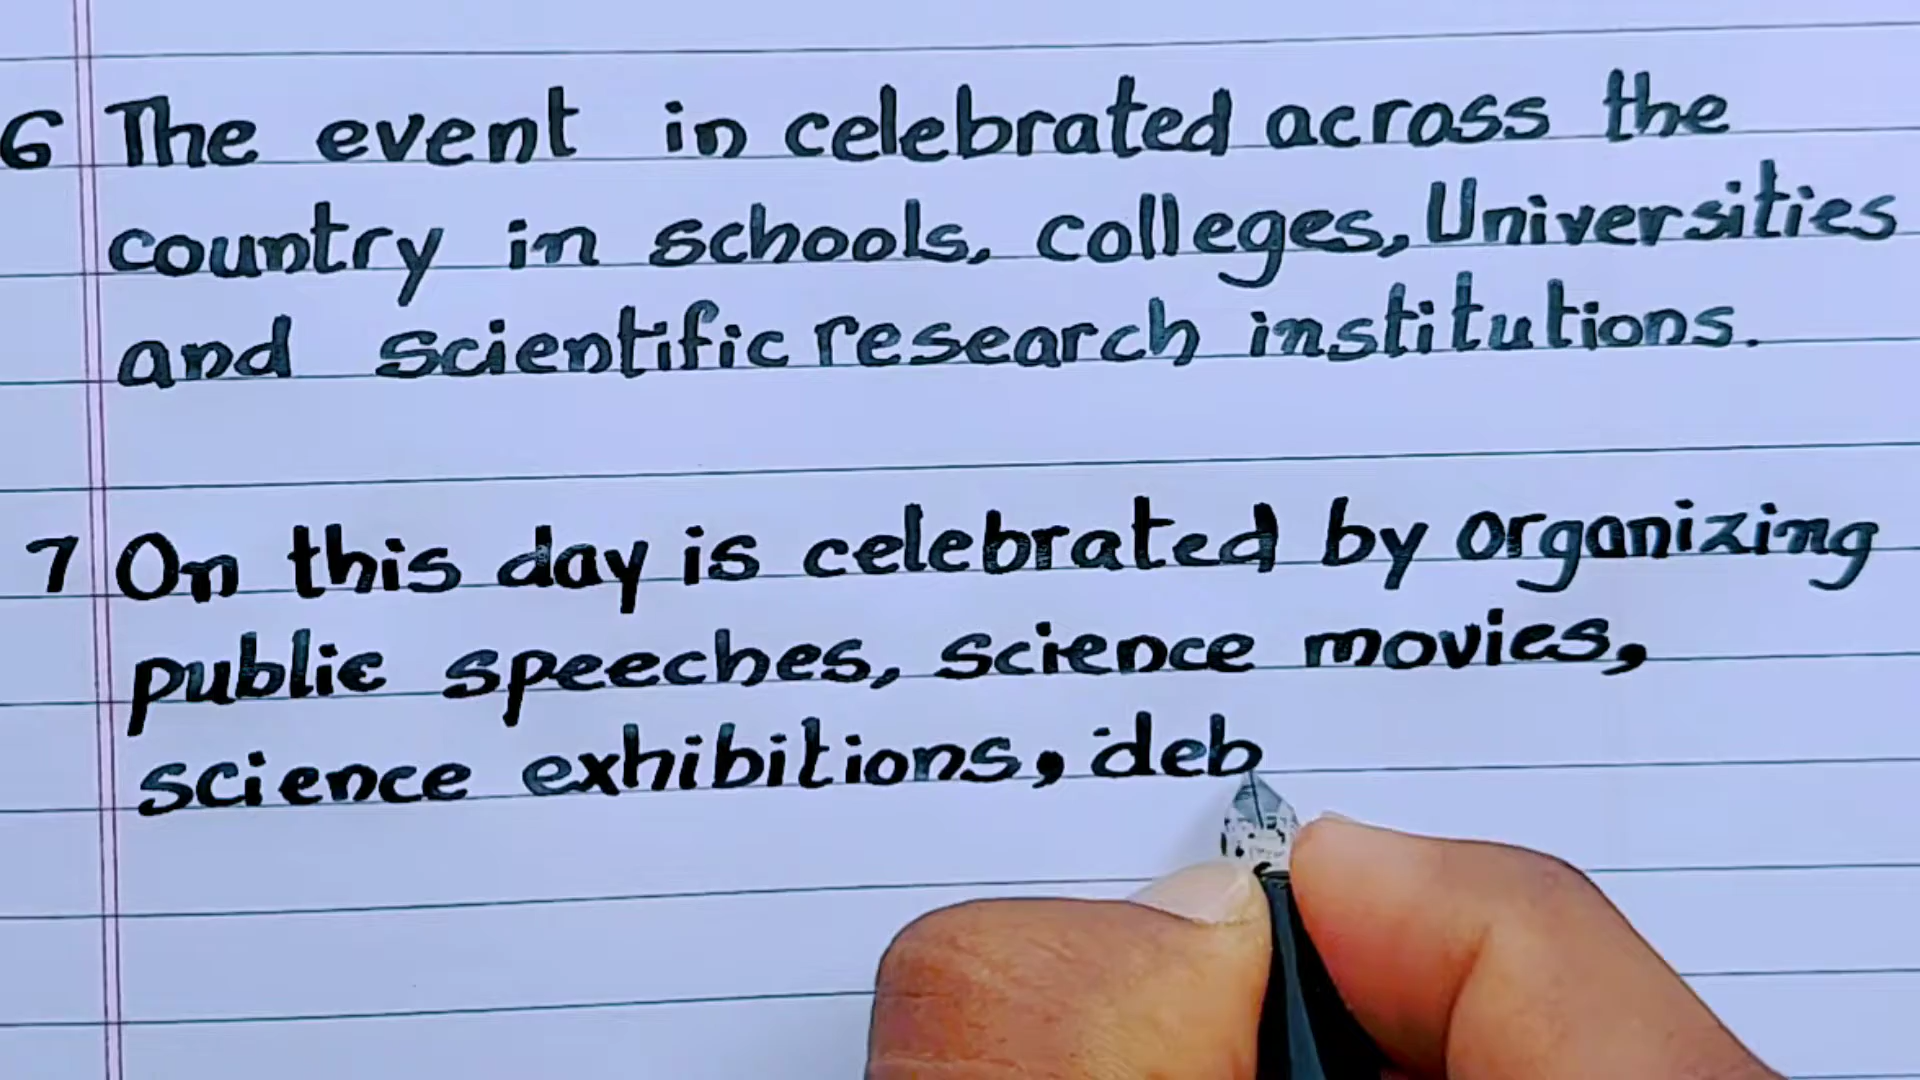 6 The event in celebrated across the
country in schools, colleges, Universities
and scientific research institutions.
7 On this day is celebrated by organizing
public speeches, science movies,
science exhibitions, deb